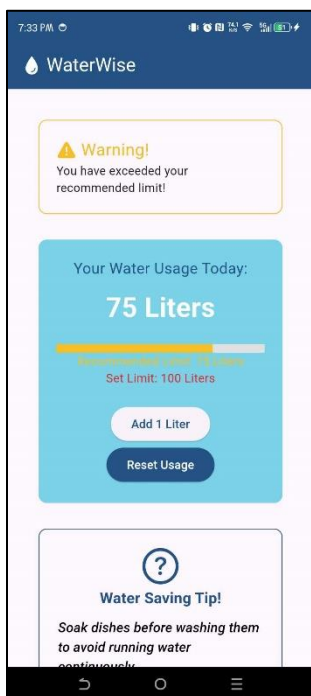 7:33 PM
WaterWise
Warning!
You have exceeded your
recommended limit!
Your Water Usage Today:
75 Liters
Set Limit: 100 Liters
Add 1 Liter
Reset Usage
Water Saving Tip!
Soak dishes before washing them
to avoid running water
continuously